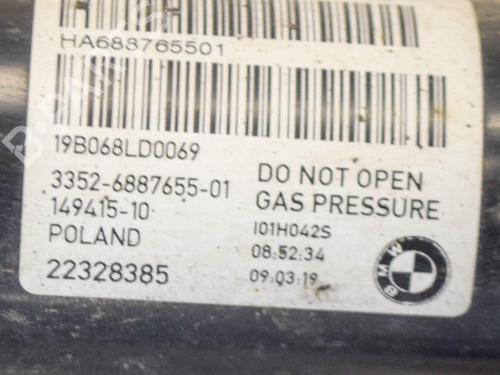 HA688765501
19B068LD0069
3352-6887655-01
149415-10
POLAND
22328385
DO NOT OPEN
GAS PRESSURE
I01H042S
08:52:34
09:03:19
BMW
B-PARTS